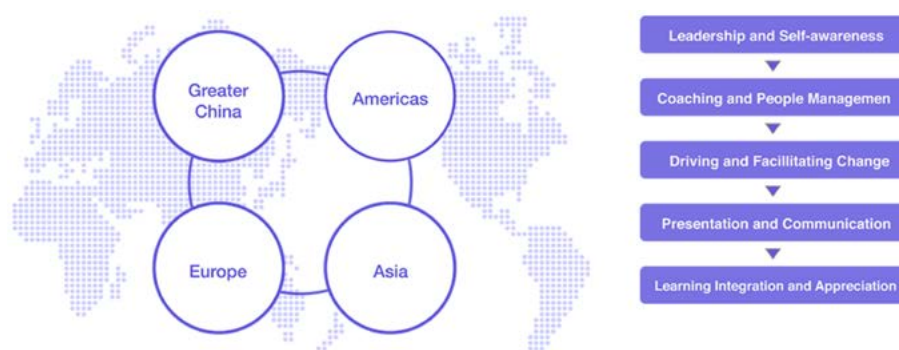 Greater
China
Americas
Europe
Asia
Leadership and Self-awareness
Coaching and People Managemen
Driving and Facillitating Change
Presentation and Communication
Learning Integration and Appreciation